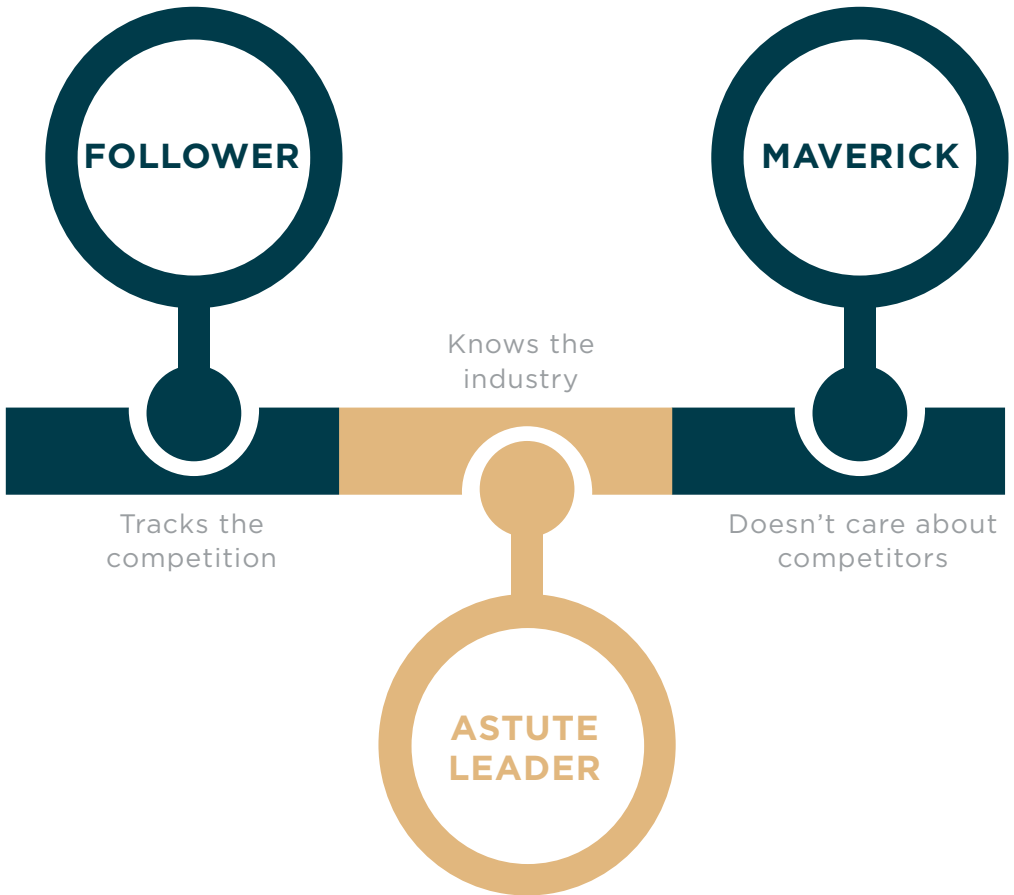 FOLLOWER
MAVERICK
Knows the
industry
Tracks the
competition
Doesn’t care about
competitors
ASTUTE
LEADER